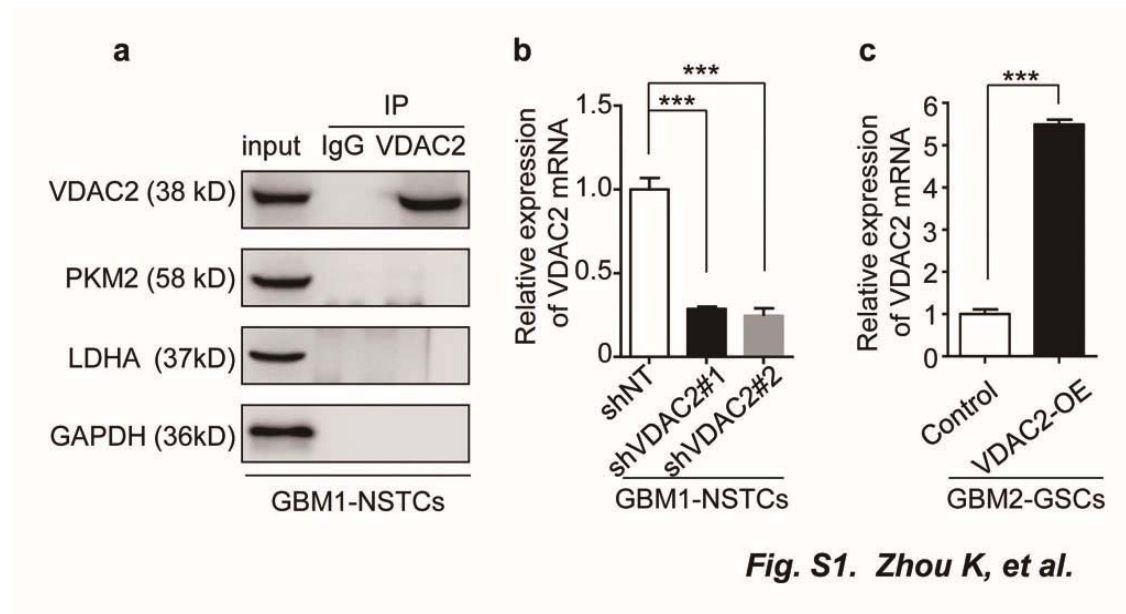 a
IP
input IgG VDAC2
VDAC2 (38 kD)
PKM2 (58 kD)
LDHA (37kD)
GAPDH (36kD)
GBM1-NSTCs
b
Relative expression
of VDAC2 mRNA
1.5
1.0
0.5
0
***
***
shNT
shVDAC2#1
shVDAC2#2
GBM1-NSTCs
c
Relative expression
of VDAC2 mRNA
6
5
4
3
2
1
0
***
Control
VDAC2-OE
GBM2-GSCs
Fig. S1. Zhou K, et al.